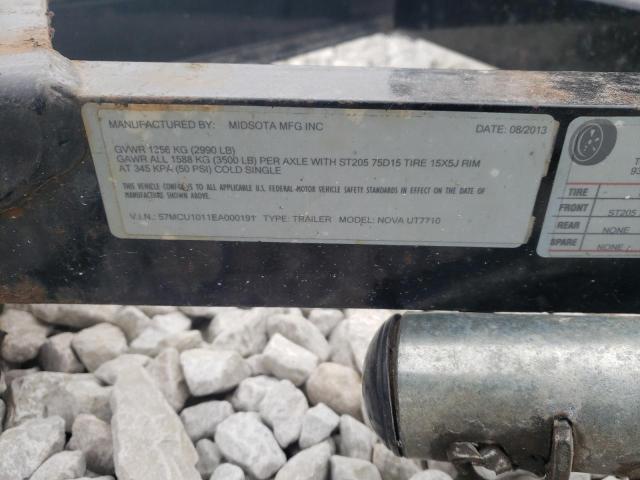 MANUFACTURED BY: MIDSOTA MFG INC DATE: 08/2013
GVWR 1256 KG (2990 LB)
GAWR ALL 1588 KG (3500 LB) PER AXLE WITH ST205 75D15 TIRE 15X5J RIM
AT 345 KPA (50 PSI) COLD SINGLE
THIS VEHICLE CONFORMS TO ALL APPLICABLE U.S. FEDERAL-MOTOR VEHICLE SAFETY STANDARDS IN EFFECT ON THE DATE OF
MANUFACTURE SHOWN ABOVE.
V.I.N.: 57MCU1011EA000191 TYPE: TRAILER MODEL: NOVA UT7710
TIRE
FRONT ST205
REAR NONE
SPARE NONE